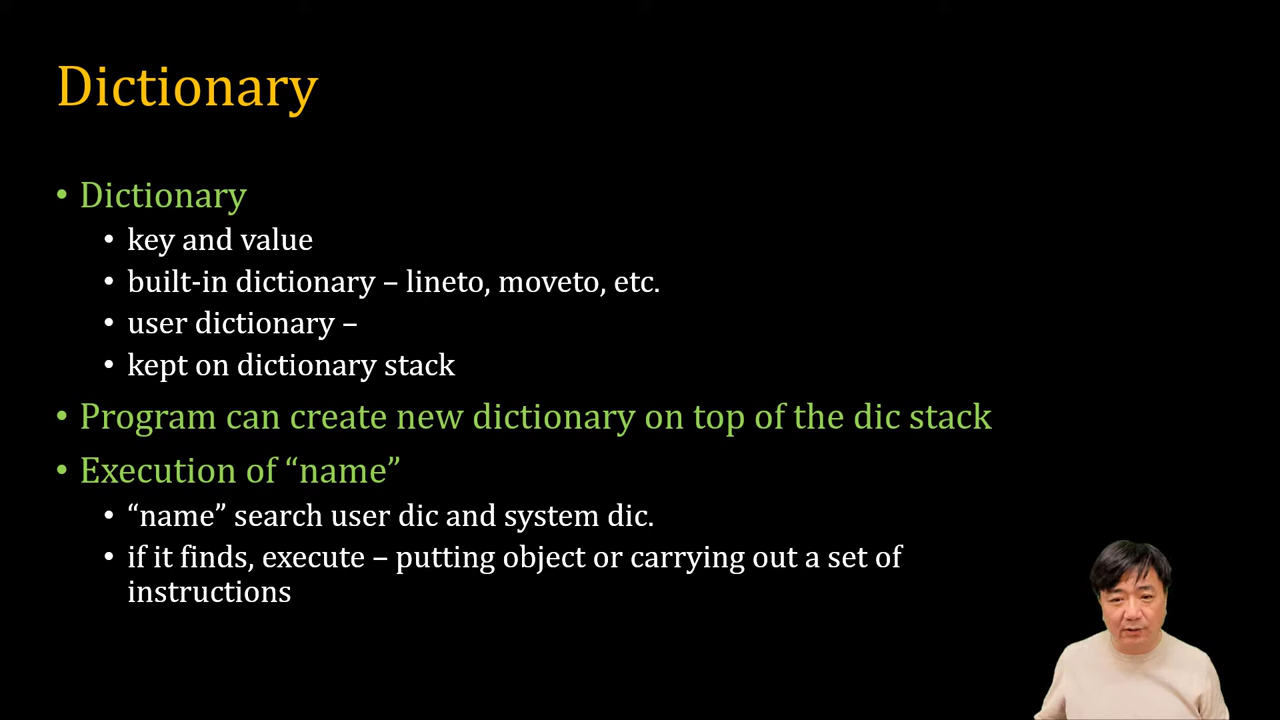 Dictionary
• Dictionary
• key and value
• built-in dictionary – lineto, moveto, etc.
• user dictionary –
• kept on dictionary stack
• Program can create new dictionary on top of the dic stack
• Execution of “name”
• “name” search user dic and system dic.
• if it finds, execute – putting object or carrying out a set of
instructions